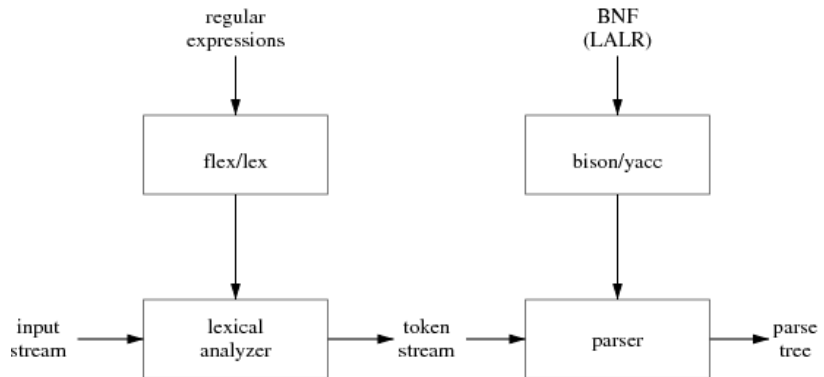 regular
expressions
BNF
(LALR)
flex/lex
bison/yacc
input
stream
lexical
analyzer
token
stream
parser
parse
tree